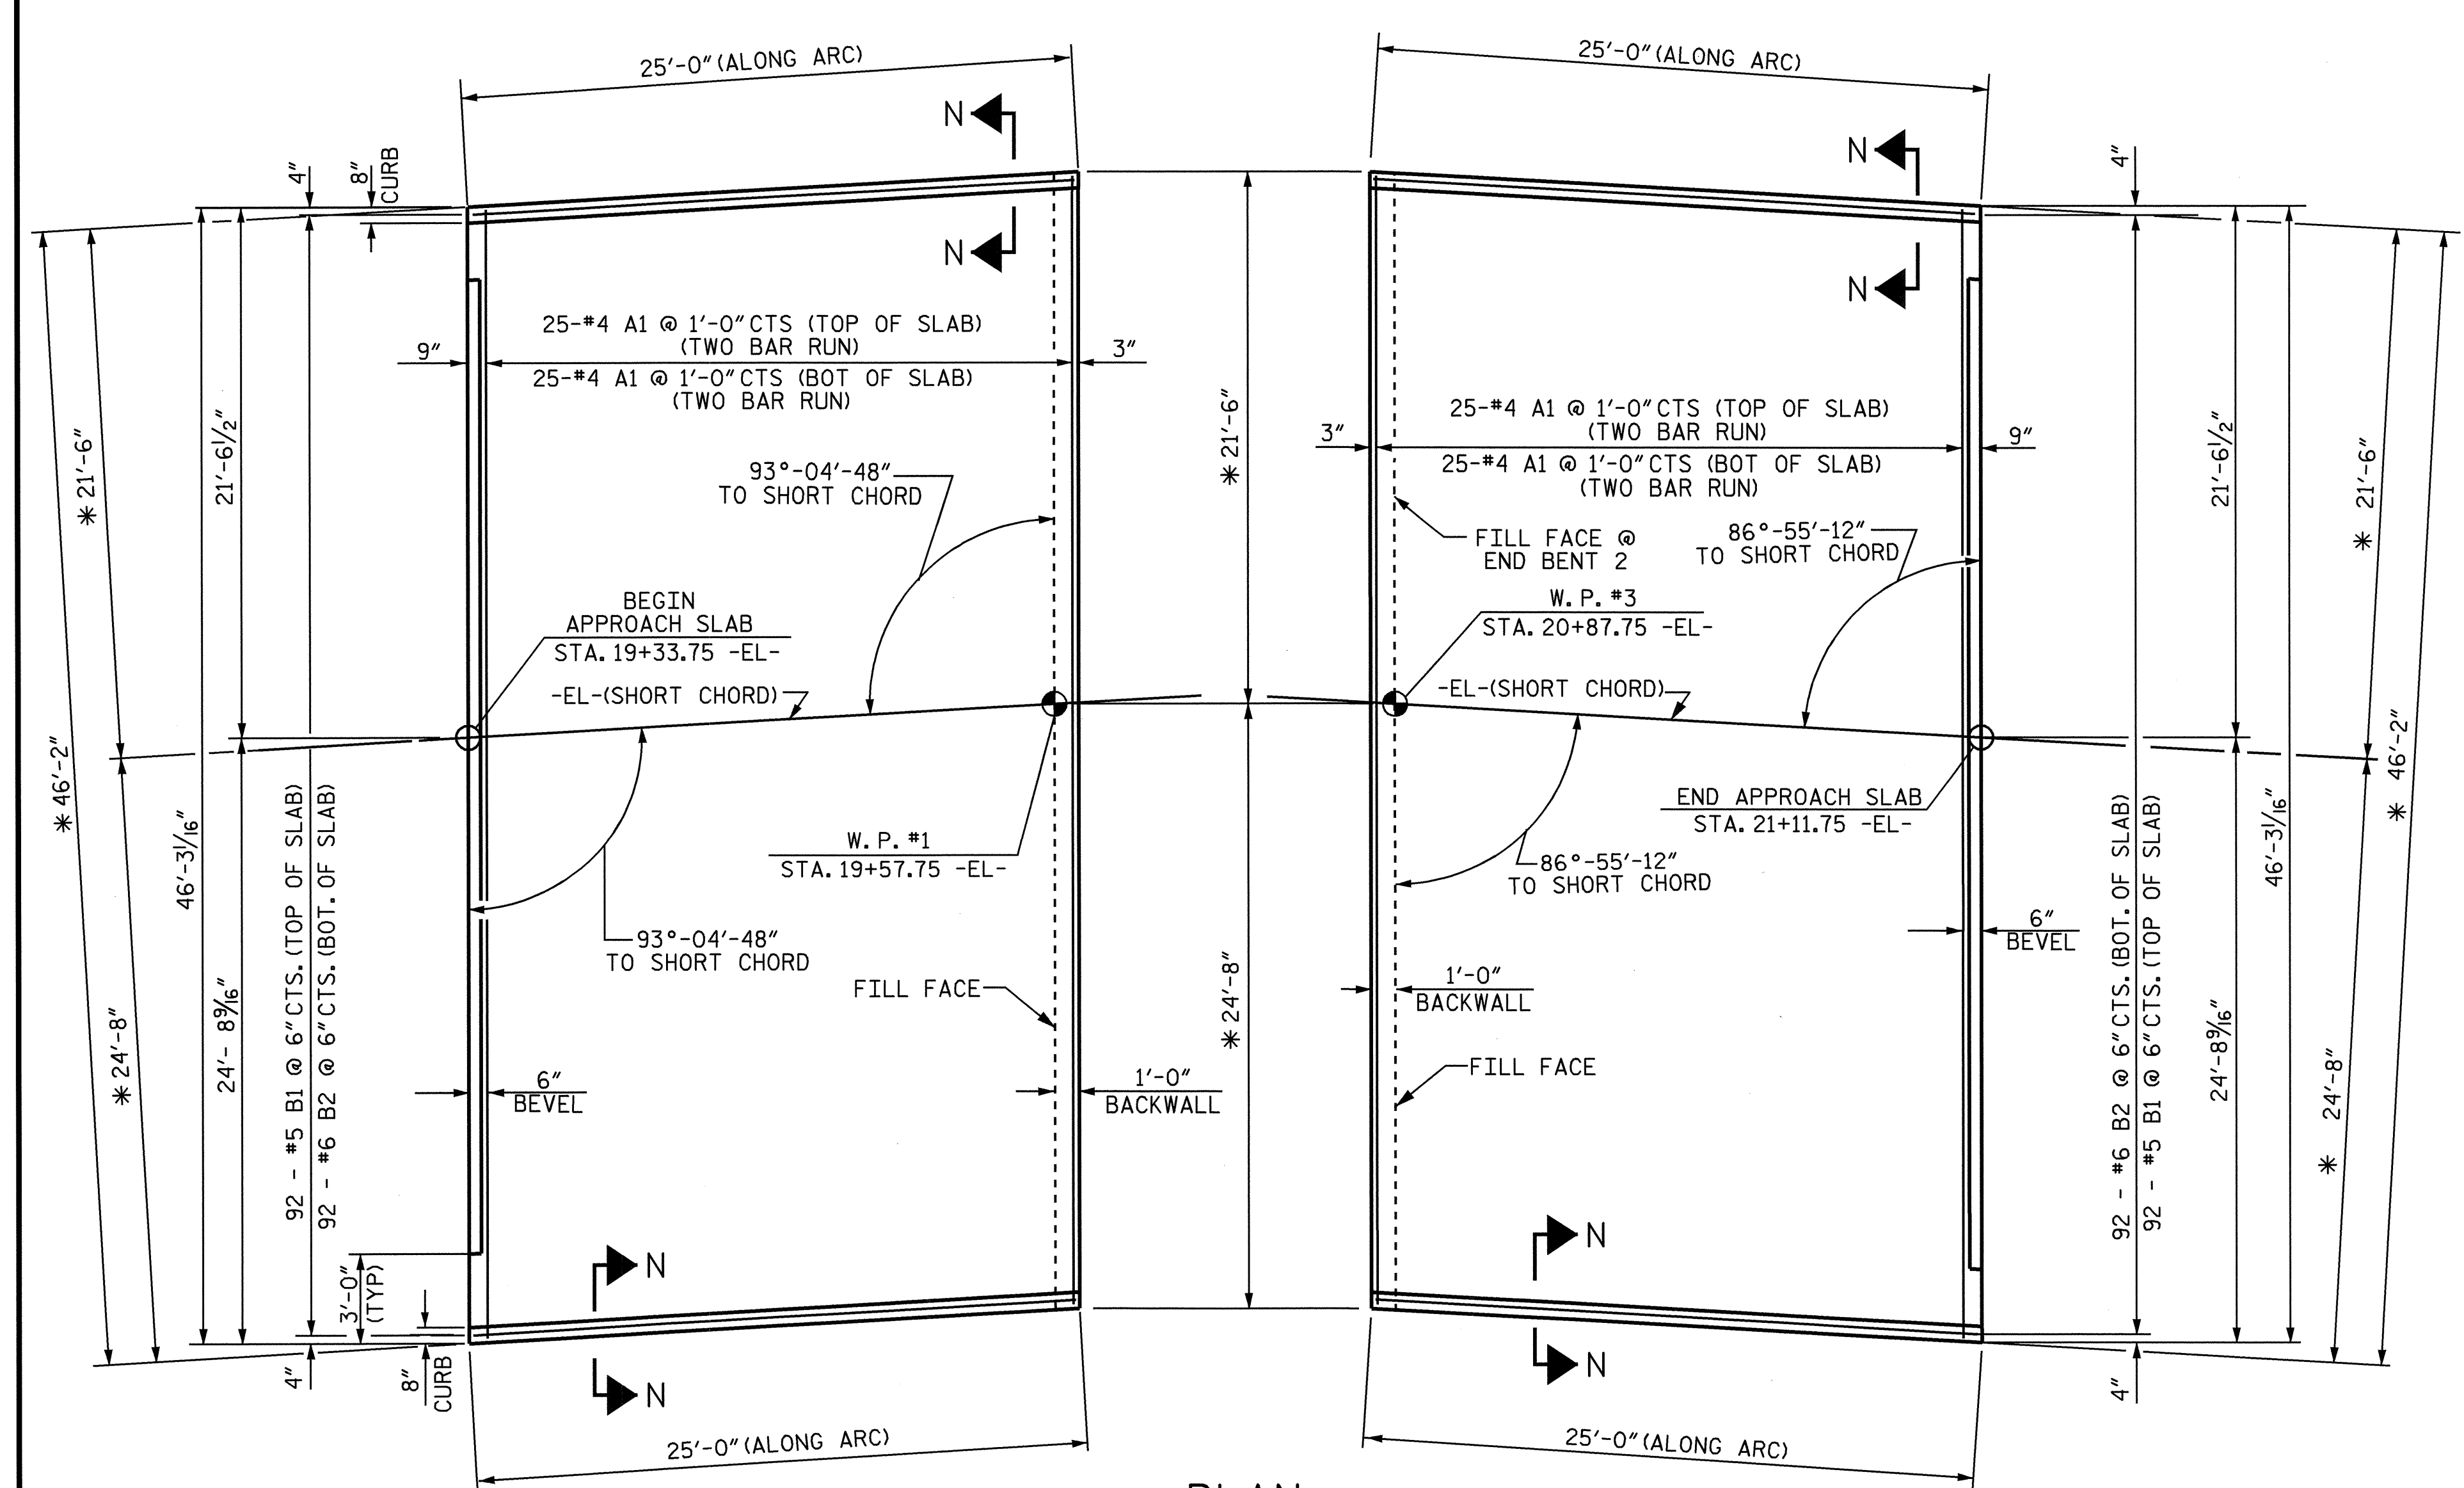 25'-0" (ALONG ARC)
25'-0" (ALONG ARC)
N
N
4"
8"
CURB
4"
N
N
25-#4 A1 @ 1'-0" CTS (TOP OF SLAB)
(TWO BAR RUN)
9"
3"
25-#4 A1 @ 1'-0" CTS (BOT OF SLAB)
(TWO BAR RUN)
25-#4 A1 @ 1'-0" CTS (TOP OF SLAB)
(TWO BAR RUN)
3"
9"
25-#4 A1 @ 1'-0" CTS (BOT OF SLAB)
(TWO BAR RUN)
* 21'-6"
21'-6 1/2"
* 21'-6"
21'-6 1/2"
* 21'-6"
93°-04'-48"
TO SHORT CHORD
FILL FACE @
END BENT 2
86°-55'-12"
TO SHORT CHORD
BEGIN
APPROACH SLAB
STA. 19+33.75 -EL-
W. P. #3
STA. 20+87.75 -EL-
-EL-(SHORT CHORD)
-EL-(SHORT CHORD)
* 46'-2"
46'-3 1/16"
92 - #5 B1 @ 6" CTS. (TOP OF SLAB)
92 - #6 B2 @ 6" CTS. (BOT. OF SLAB)
END APPROACH SLAB
STA. 21+11.75 -EL-
92 - #6 B2 @ 6" CTS. (BOT. OF SLAB)
92 - #5 B1 @ 6" CTS. (TOP OF SLAB)
46'-3 1/16"
* 46'-2"
W. P. #1
STA. 19+57.75 -EL-
86°-55'-12"
TO SHORT CHORD
93°-04'-48"
TO SHORT CHORD
FILL FACE
1'-0"
BACKWALL
6"
BEVEL
* 24'-8"
24'- 8 9/16"
* 24'-8"
24'-8 9/16"
* 24'-8"
6"
BEVEL
1'-0"
BACKWALL
FILL FACE
3'-0"
(TYP)
N
N
N
N
4"
8"
CURB
4"
25'-0" (ALONG ARC)
25'-0" (ALONG ARC)
PLAN